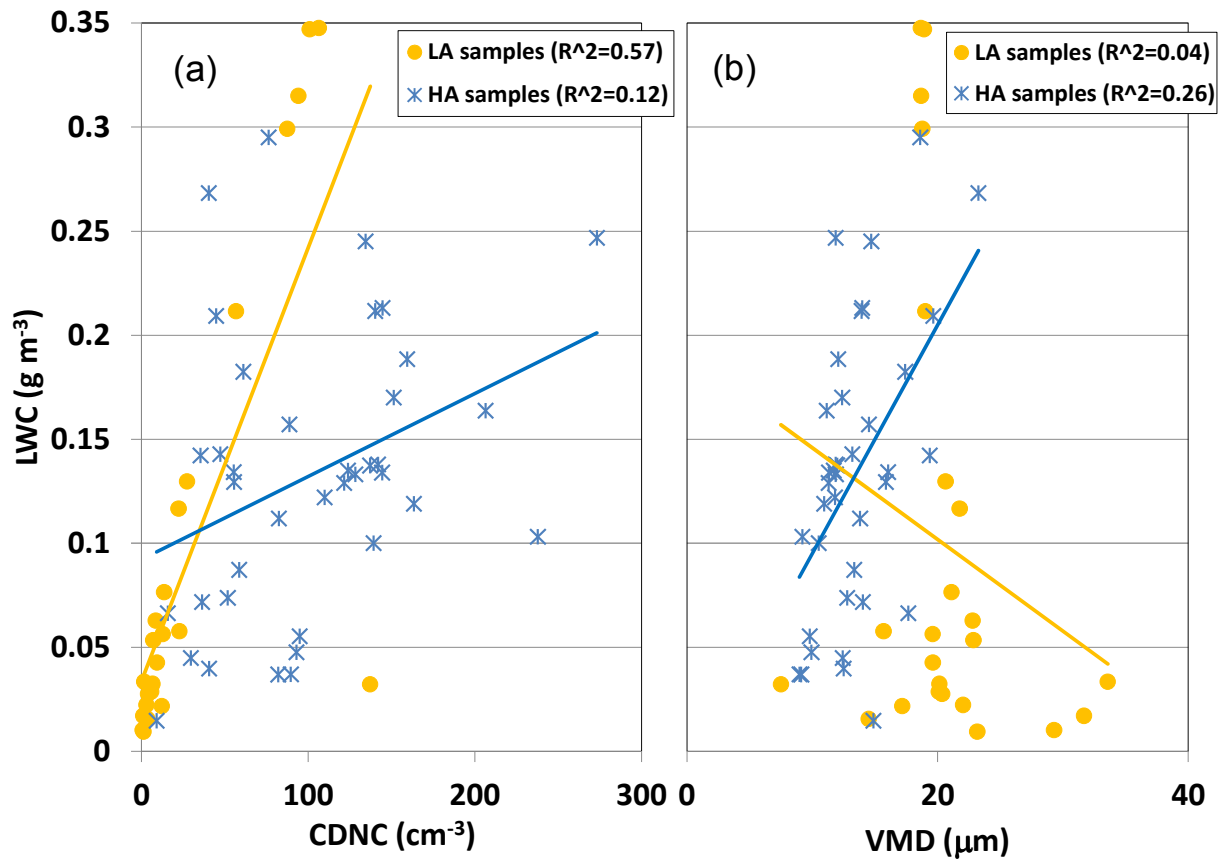 (a)
LA samples (R^2=0.57)
HA samples (R^2=0.12)
(b)
LA samples (R^2=0.04)
HA samples (R^2=0.26)
0.35
0.3
0.25
0.2
0.15
0.1
0.05
0
LWC (g m-3)
0 100 200 300
CDNC (cm-3)
0 20 40
VMD (μm)